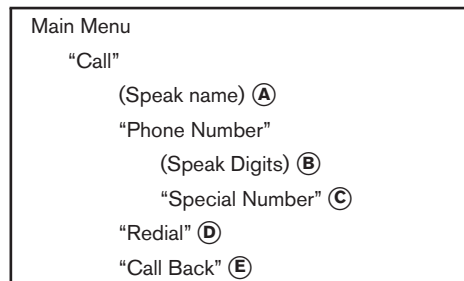 Main Menu
“Call”
(Speak name) Ⓐ
“Phone Number”
(Speak Digits) Ⓑ
“Special Number” Ⓒ
“Redial” Ⓓ
“Call Back” Ⓔ